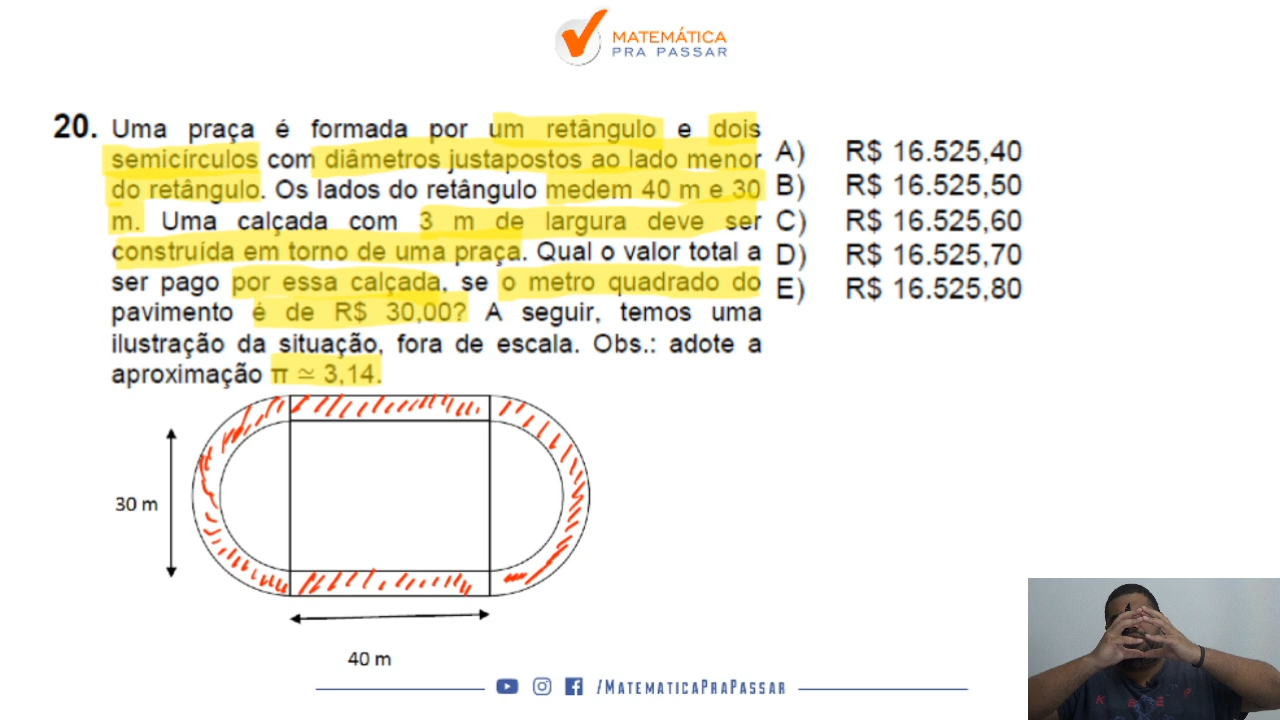 MATEMÁTICA
PRA PASSAR
20. Uma praça é formada por um retângulo e dois
semicírculos com diâmetros justapostos ao lado menor
do retângulo. Os lados do retângulo medem 40 m e 30
m. Uma calçada com 3 m de largura deve ser
construída em torno de uma praça. Qual o valor total a
ser pago por essa calçada, se o metro quadrado do
pavimento é de R$ 30,00? A seguir, temos uma
ilustração da situação, fora de escala. Obs.: adote a
aproximação π ≃ 3,14.
A) R$ 16.525,40
B) R$ 16.525,50
C) R$ 16.525,60
D) R$ 16.525,70
E) R$ 16.525,80
30 m
40 m
/MATEMATICAPRAPASSAR